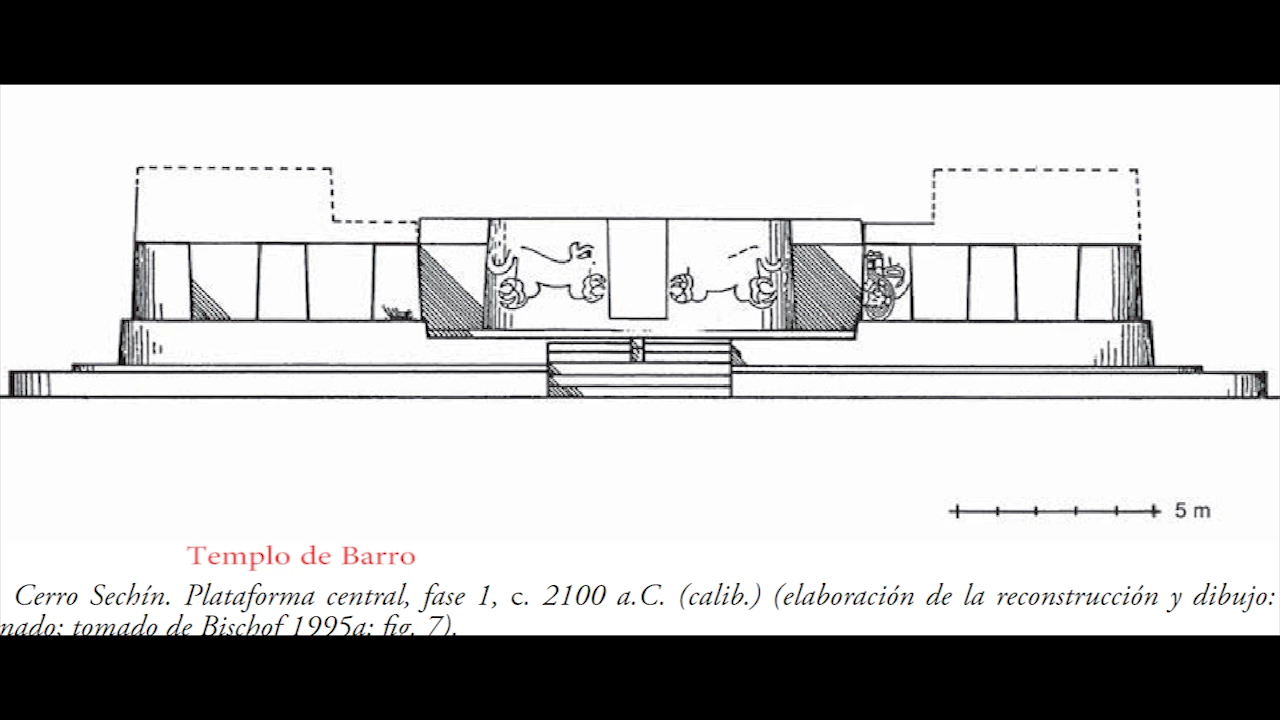 5 m
Templo de Barro
Cerro Sechín. Plataforma central, fase 1, c. 2100 a.C. (calib.) (elaboración de la reconstrucción y dibujo:
nado; tomado de Bischof 1995a: fig. 7).